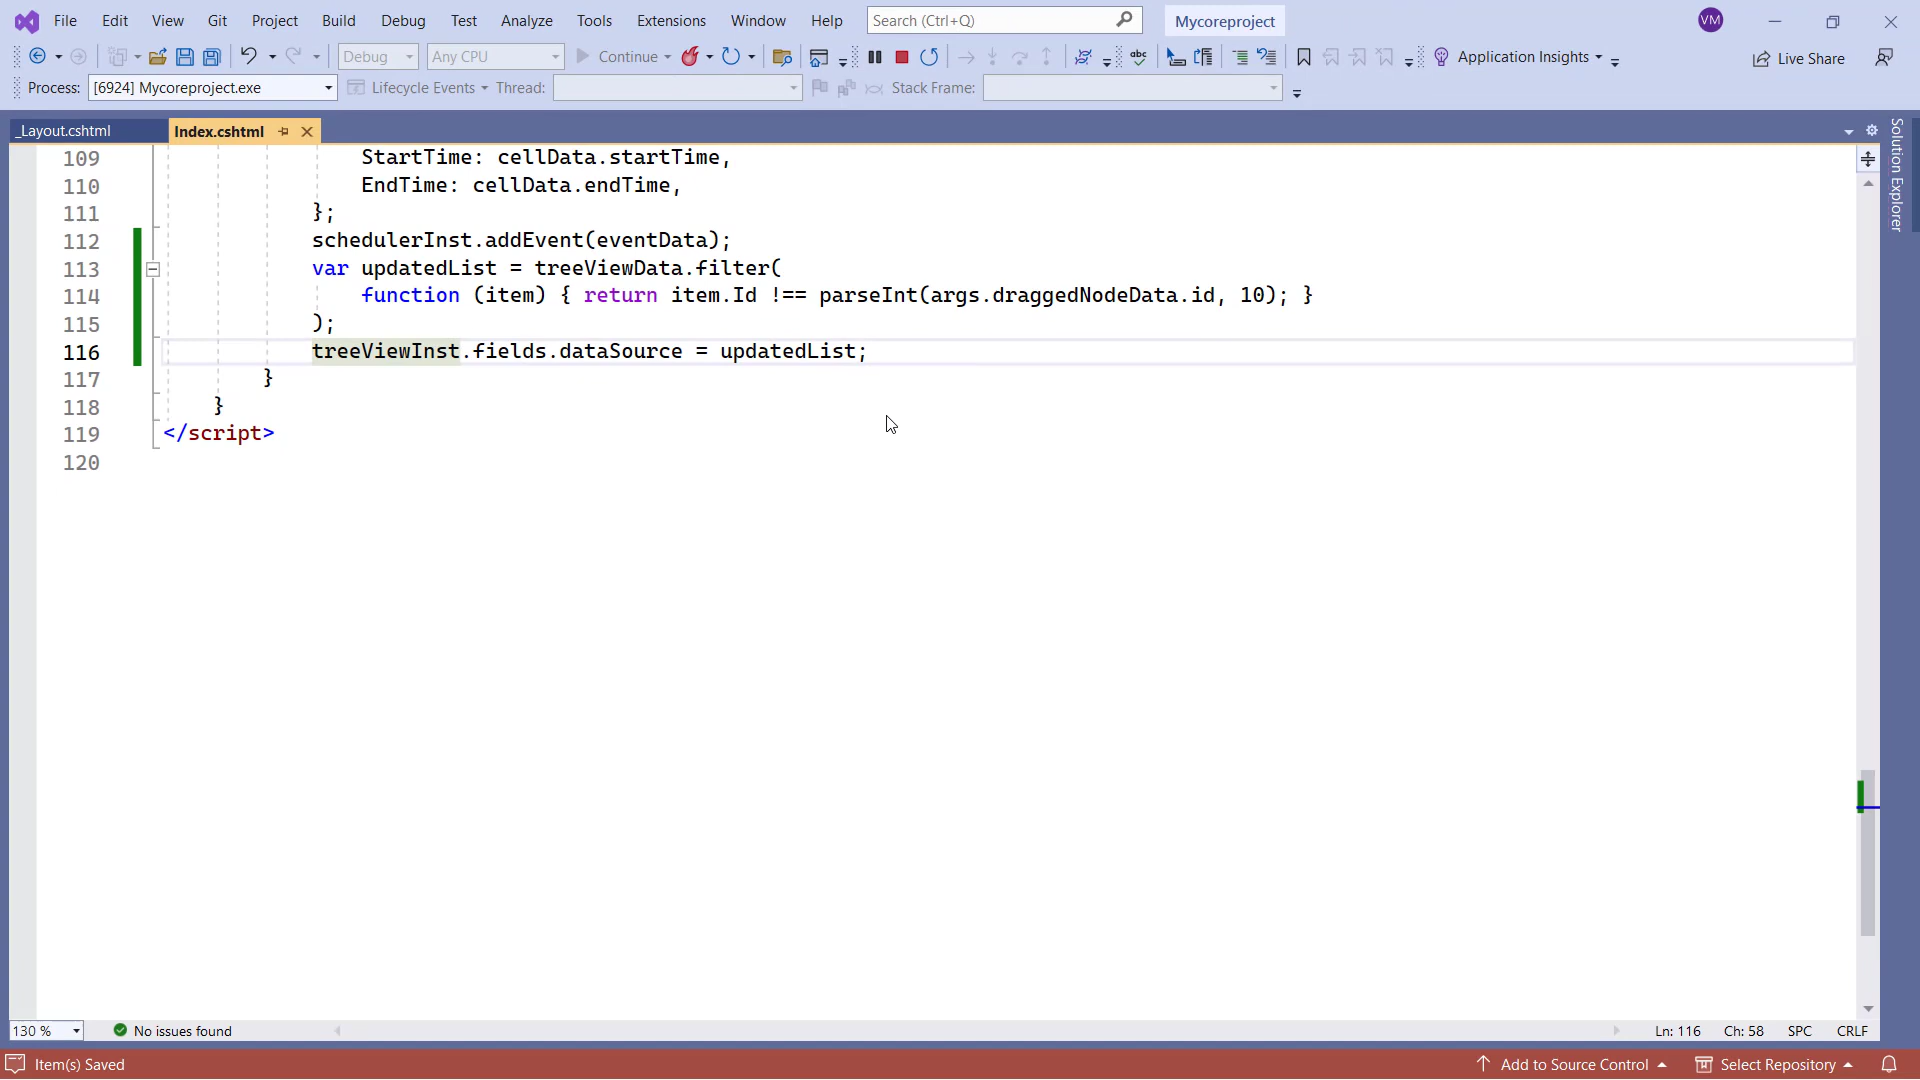 File Edit View Git Project Build Debug Test Analyze Tools Extensions Window Help Search (Ctrl+Q) Mycoreproject VM
Debug Any CPU Continue Application Insights Live Share
Process: [6924] Mycoreproject.exe Lifecycle Events Thread: Stack Frame:
_Layout.cshtml Index.cshtml
Solution Explorer
109 StartTime: cellData.startTime,
110 EndTime: cellData.endTime,
111 };
112 schedulerInst.addEvent(eventData);
113 var updatedList = treeViewData.filter(
114 function (item) { return item.Id !== parseInt(args.draggedNodeData.id, 10); }
115 );
116 treeViewInst.fields.dataSource = updatedList;
117 }
118 }
119 </script>
120
130 % No issues found Ln: 116 Ch: 58 SPC CRLF
Item(s) Saved Add to Source Control Select Repository